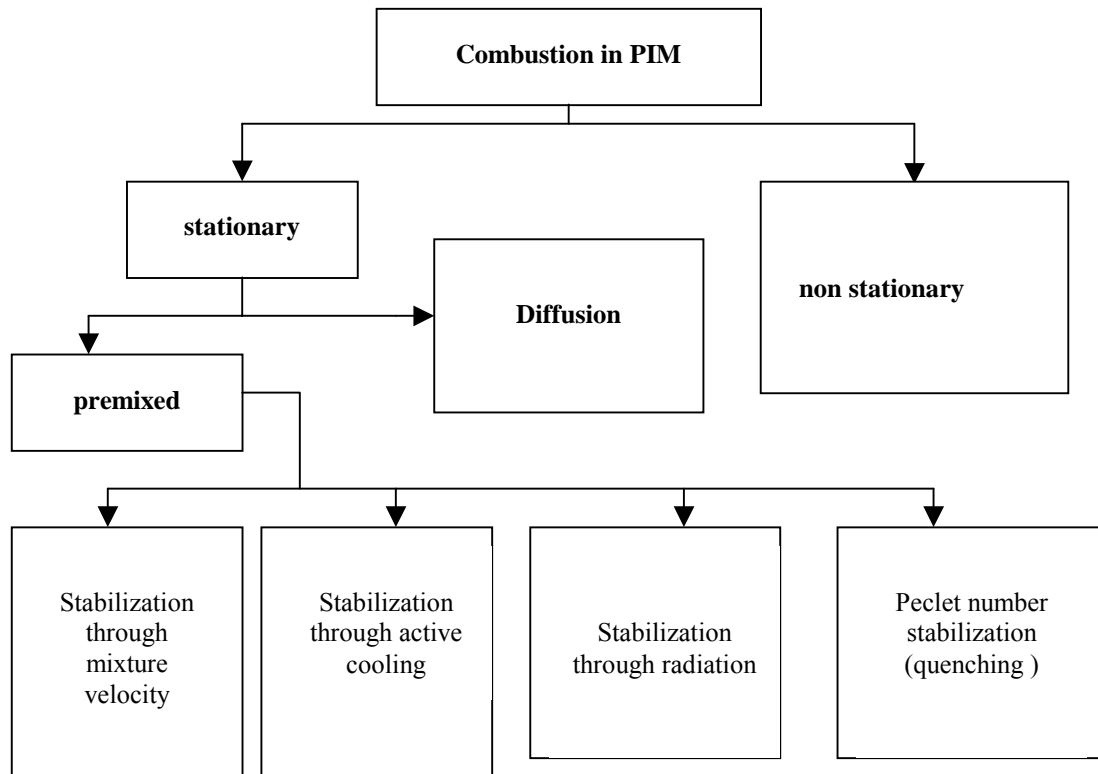 Combustion in PIM
stationary
non stationary
Diffusion
premixed
Stabilization
through
mixture
velocity
Stabilization
through active
cooling
Stabilization
through radiation
Peclet number
stabilization
(quenching )